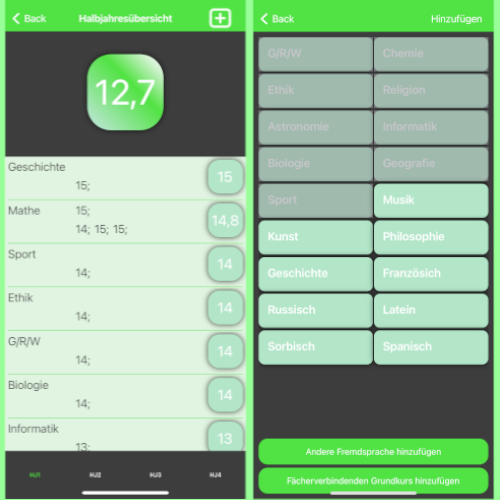 Back Halbjahresübersicht
12,7
Geschichte
15;
15
Mathe 15;
14; 15; 15;
14,8
Sport
14;
14
Ethik
14;
14
G/R/W
14;
14
Biologie
14;
14
Informatik
13;
13
HJ1 HJ2 HJ3 HJ4
Back Hinzufügen
G/R/W Chemie
Ethik Religion
Astronomie Informatik
Biologie Geografie
Sport Musik
Kunst Philosophie
Geschichte Französich
Russisch Latein
Sorbisch Spanisch
Andere Fremdsprache hinzufügen
Fächerverbindenden Grundkurs hinzufügen